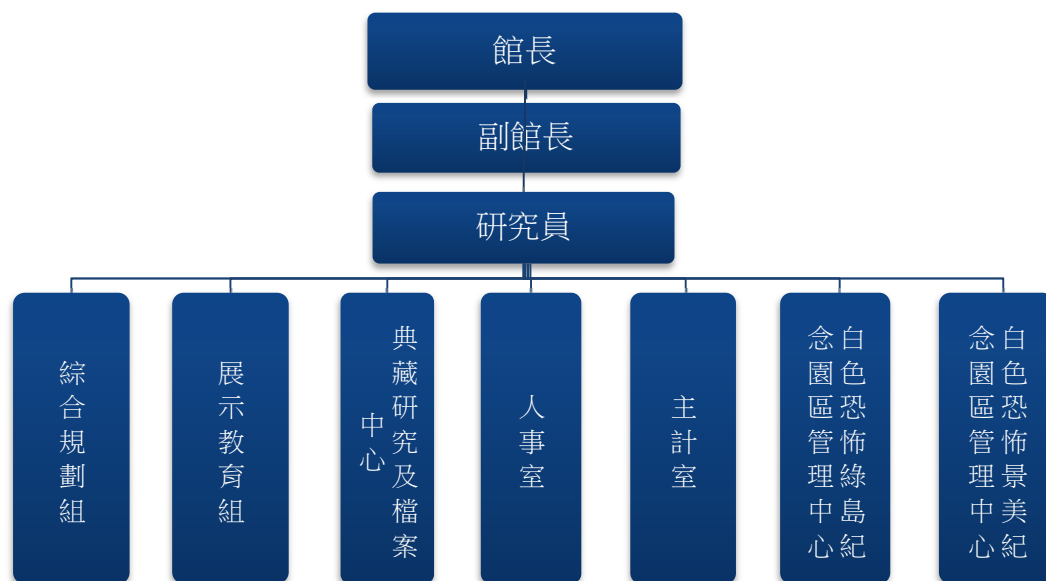 館長
副館長
研究員
綜合規劃組
展示教育組
典藏研究及檔案
中心
人事室
主計室
白色恐怖綠島紀
念園區管理中心
白色恐怖景美紀
念園區管理中心